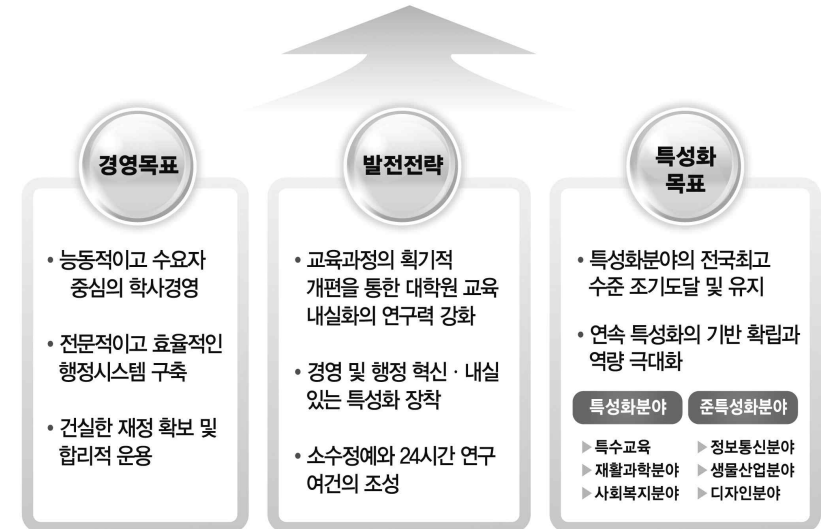 경영목표
• 능동적이고 수요자
중심의 학사경영
• 전문적이고 효율적인
행정시스템 구축
• 건실한 재정 확보 및
합리적 운용
발전전략
• 교육과정의 획기적
개편을 통한 대학원 교육
내실화의 연구력 강화
• 경영 및 행정 혁신 · 내실
있는 특성화 장착
• 소수정예와 24시간 연구
여건의 조성
특성화
목표
• 특성화분야의 전국최고
수준 조기도달 및 유지
• 연속 특성화의 기반 확립과
역량 극대화
특성화분야
▶특수교육
▶재활과학분야
▶사회복지분야
준특성화분야
▶정보통신분야
▶생물산업분야
▶디자인분야